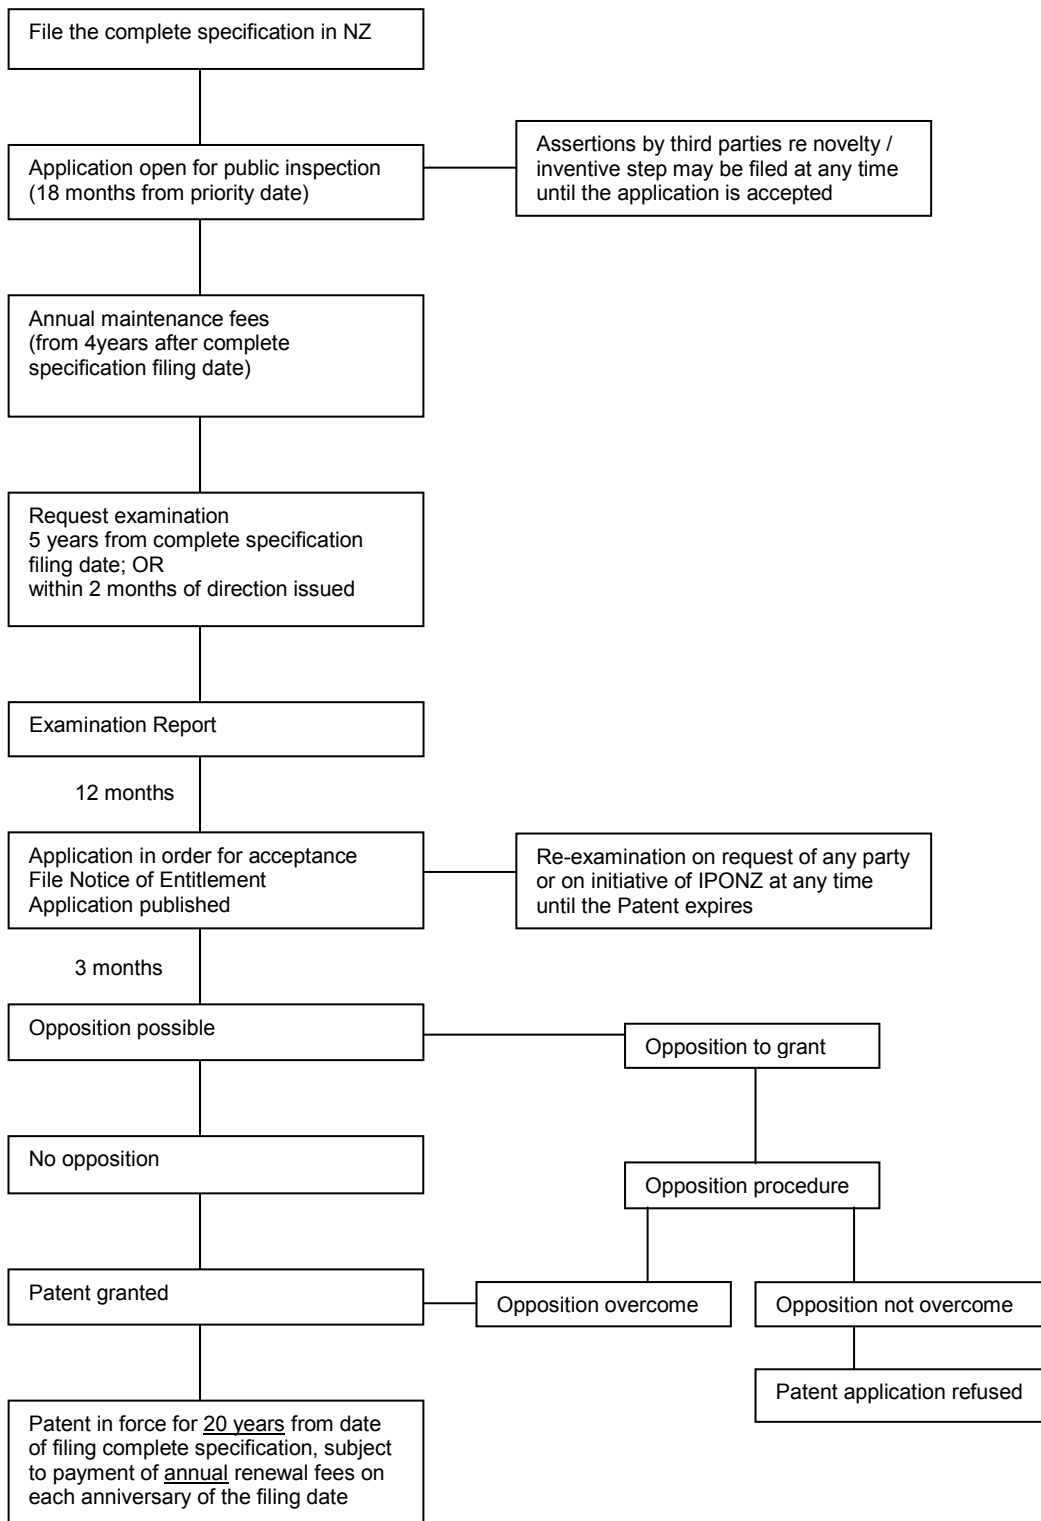 File the complete specification in NZ
Application open for public inspection
(18 months from priority date)
Assertions by third parties re novelty /
inventive step may be filed at any time
until the application is accepted
Annual maintenance fees
(from 4years after complete
specification filing date)
Request examination
5 years from complete specification
filing date; OR
within 2 months of direction issued
Examination Report
12 months
Application in order for acceptance
File Notice of Entitlement
Application published
Re-examination on request of any party
or on initiative of IPONZ at any time
until the Patent expires
3 months
Opposition possible
Opposition to grant
No opposition
Opposition procedure
Patent granted
Opposition overcome
Opposition not overcome
Patent application refused
Patent in force for 20 years from date
of filing complete specification, subject
to payment of annual renewal fees on
each anniversary of the filing date